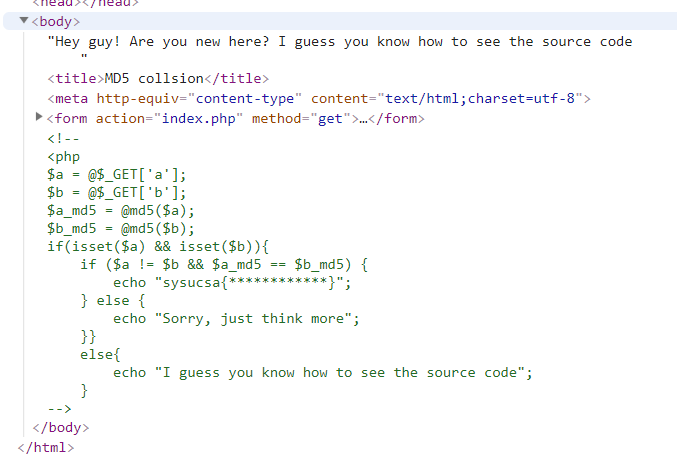 <head></head>
▼<body>
"Hey guy! Are you new here? I guess you know how to see the source code
"
<title>MD5 collsion</title>
<meta http-equiv="content-type" content="text/html;charset=utf-8">
▶<form action="index.php" method="get">…</form>
<!--
<php
$a = @$_GET['a'];
$b = @$_GET['b'];
$a_md5 = @md5($a);
$b_md5 = @md5($b);
if(isset($a) && isset($b)){
if ($a != $b && $a_md5 == $b_md5) {
echo "sysucsa{************}";
} else {
echo "Sorry, just think more";
}}
else{
echo "I guess you know how to see the source code";
}
-->
</body>
</html>